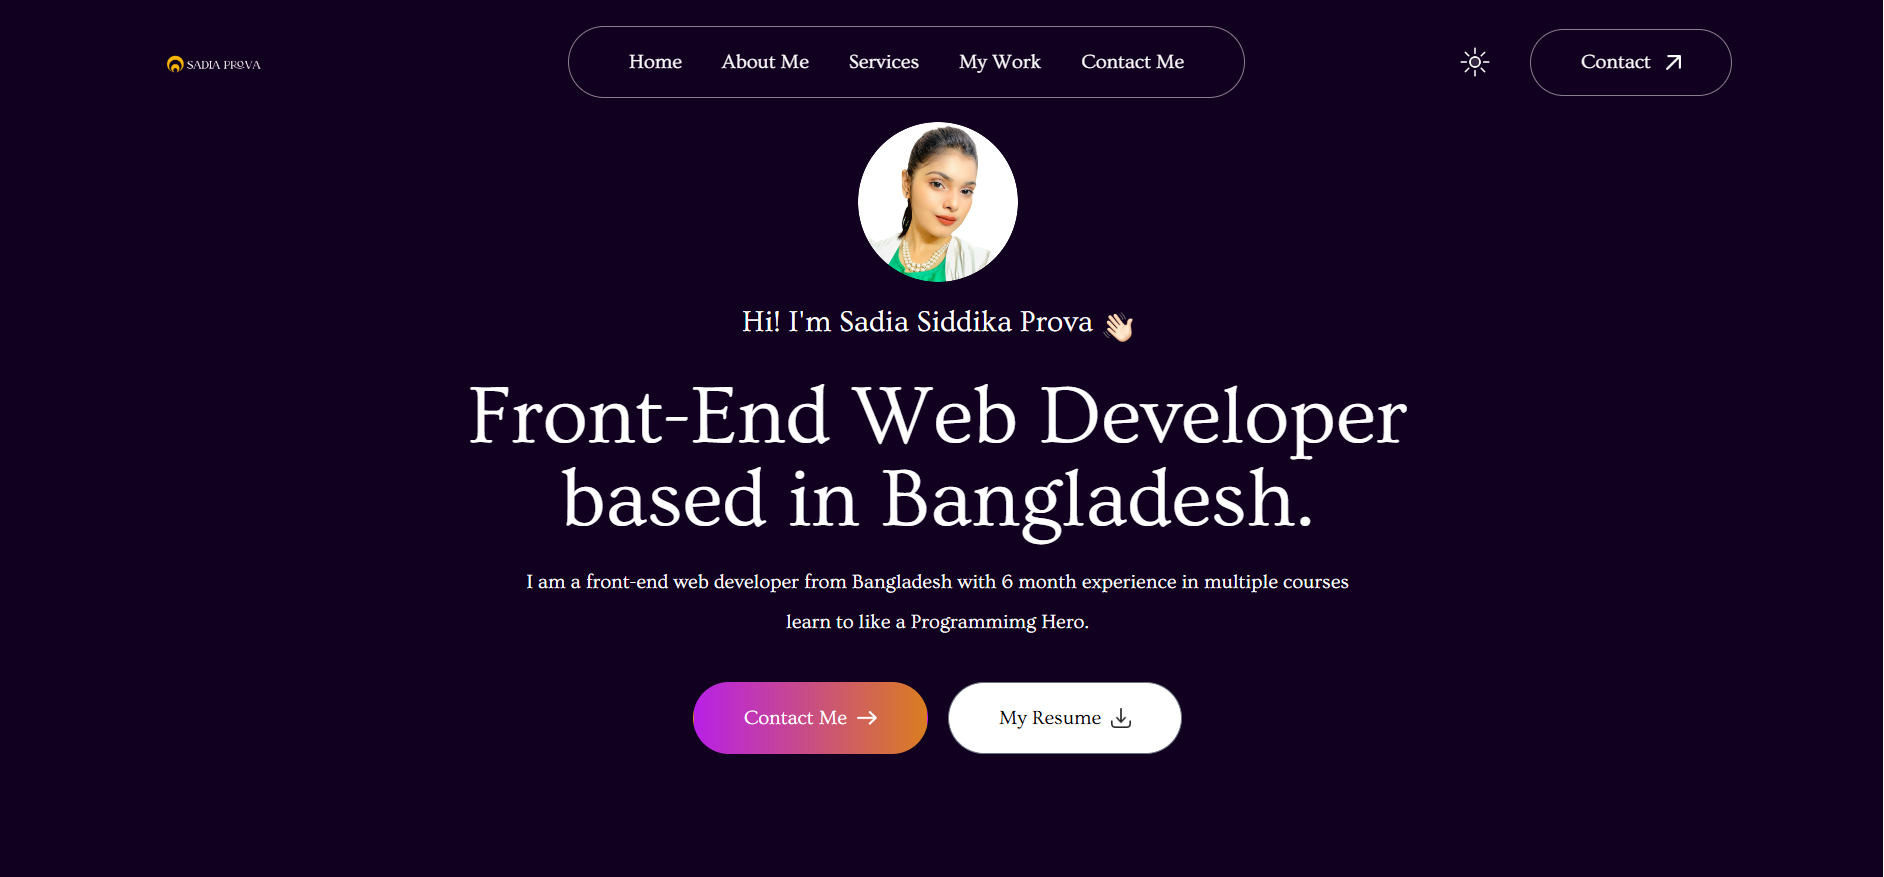 SADIA PROVA
Home About Me Services My Work Contact Me
Contact
Hi! I'm Sadia Siddika Prova 👋🏻
Front-End Web Developer
based in Bangladesh.
I am a front-end web developer from Bangladesh with 6 month experience in multiple courses
learn to like a Programmimg Hero.
Contact Me
My Resume